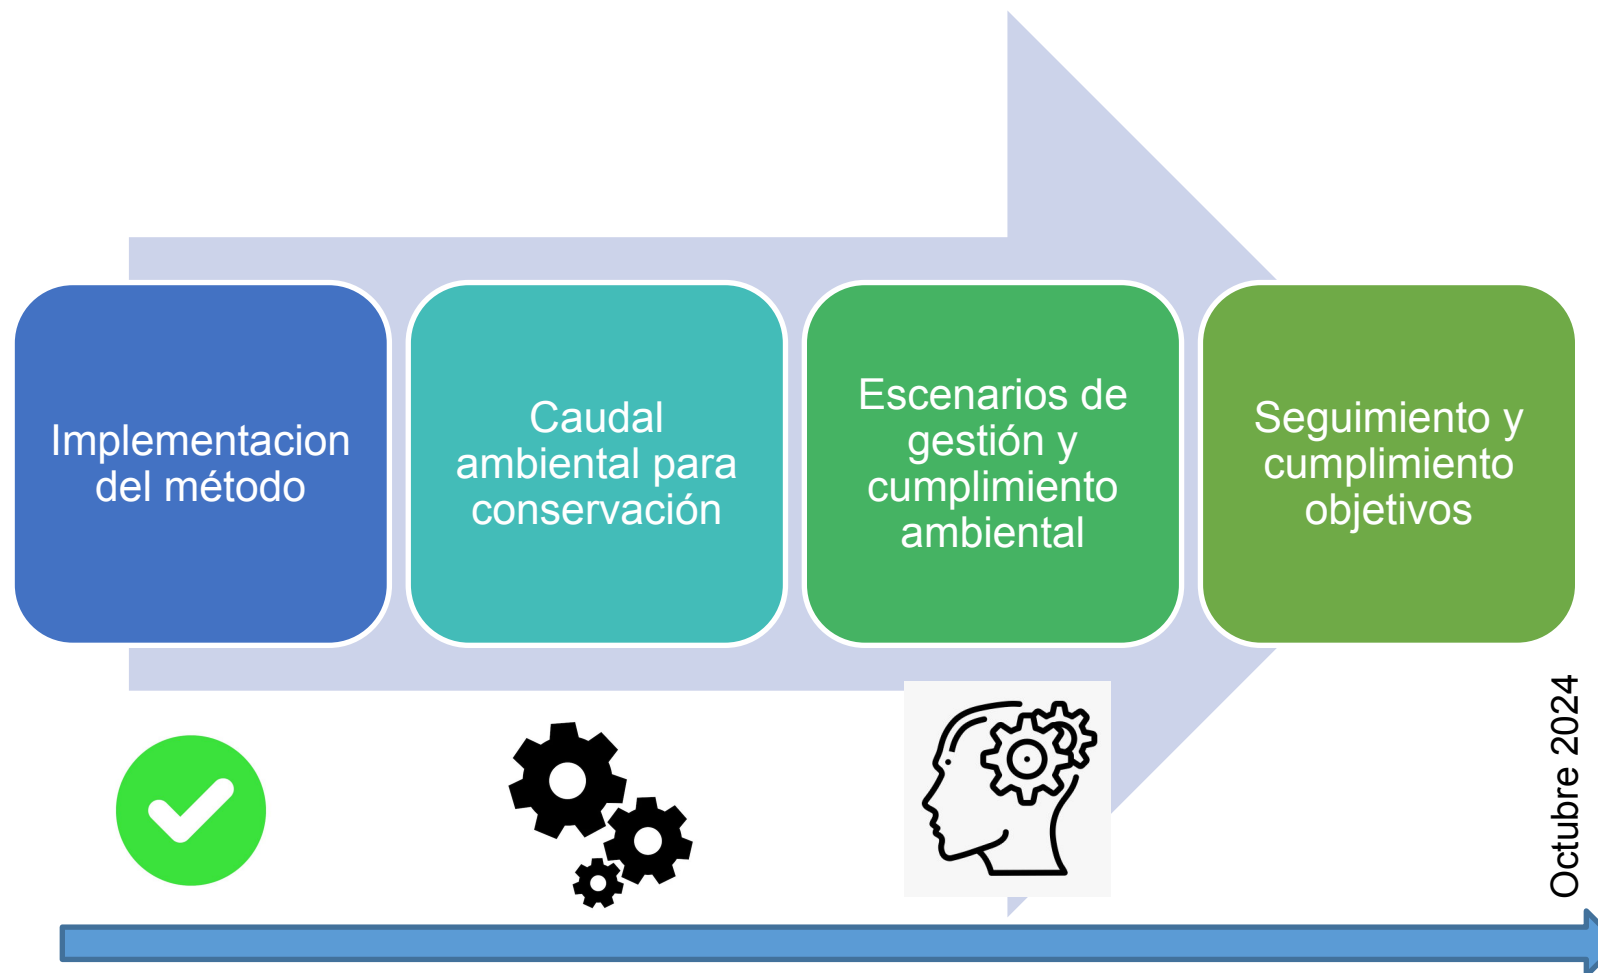 Implementacion
del método
Caudal
ambiental para
conservación
Escenarios de
gestión y
cumplimiento
ambiental
Seguimiento y
cumplimiento
objetivos
Octubre 2024